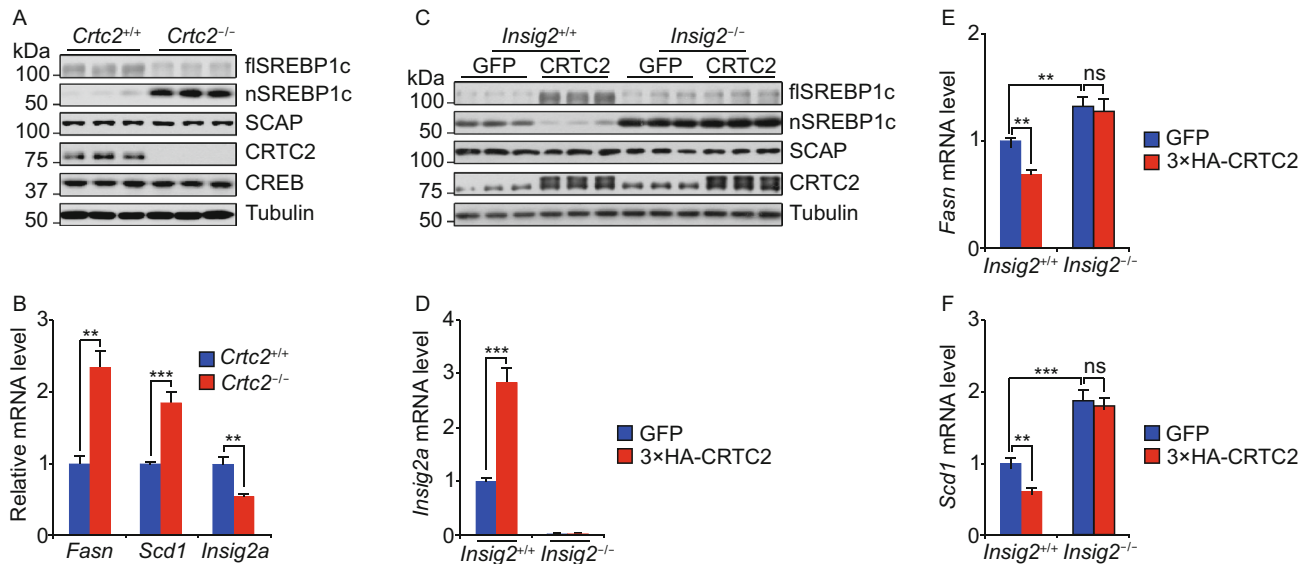 A
Crtc2+/+ Crtc2−/−
kDa
100
flSREBP1c
50
nSREBP1c
100
SCAP
75
CRTC2
37
CREB
50
Tubulin
B
Relative mRNA level
3
2
1
0
**
***
**
Crtc2+/+
Crtc2−/−
Fasn Scd1 Insig2a
C
Insig2+/+ Insig2−/−
GFP CRTC2 GFP CRTC2
kDa
100
flSREBP1c
50
nSREBP1c
100
SCAP
75
CRTC2
50
Tubulin
D
Insig2a mRNA level
4
3
2
1
0
***
GFP
3×HA-CRTC2
Insig2+/+ Insig2−/−
E
Fasn mRNA level
2
1
0
** ns
**
GFP
3×HA-CRTC2
Insig2+/+ Insig2−/−
F
Scd1 mRNA level
3
2
1
0
*** ns
**
GFP
3×HA-CRTC2
Insig2+/+ Insig2−/−